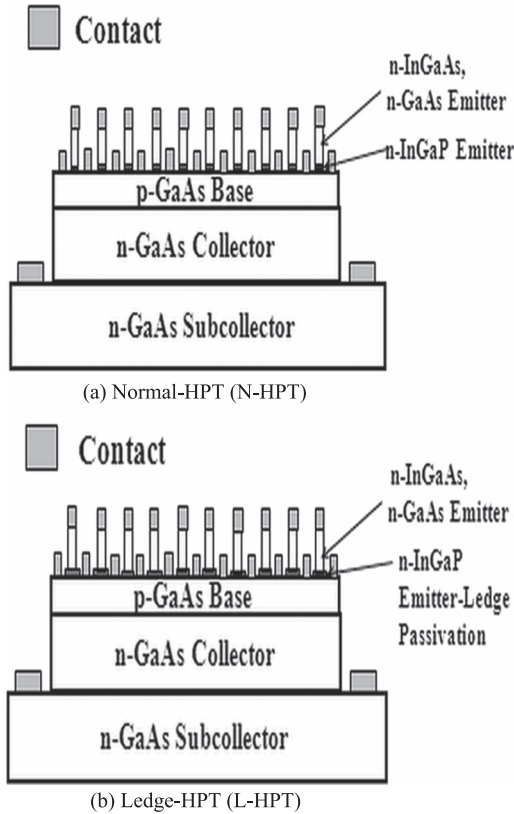 Contact
n-InGaAs,
n-GaAs Emitter
n-InGaP Emitter
p-GaAs Base
n-GaAs Collector
n-GaAs Subcollector
(a) Normal-HPT (N-HPT)
Contact
n-InGaAs,
n-GaAs Emitter
n-InGaP
Emitter-Ledge
Passivation
p-GaAs Base
n-GaAs Collector
n-GaAs Subcollector
(b) Ledge-HPT (L-HPT)